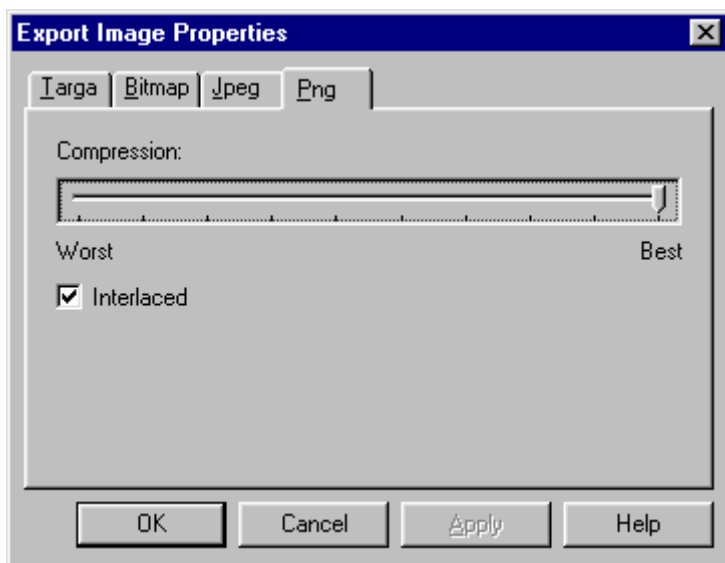 Export Image Properties
Targa Bitmap Jpeg Png
Compression:
Worst Best
Interlaced
OK Cancel Apply Help